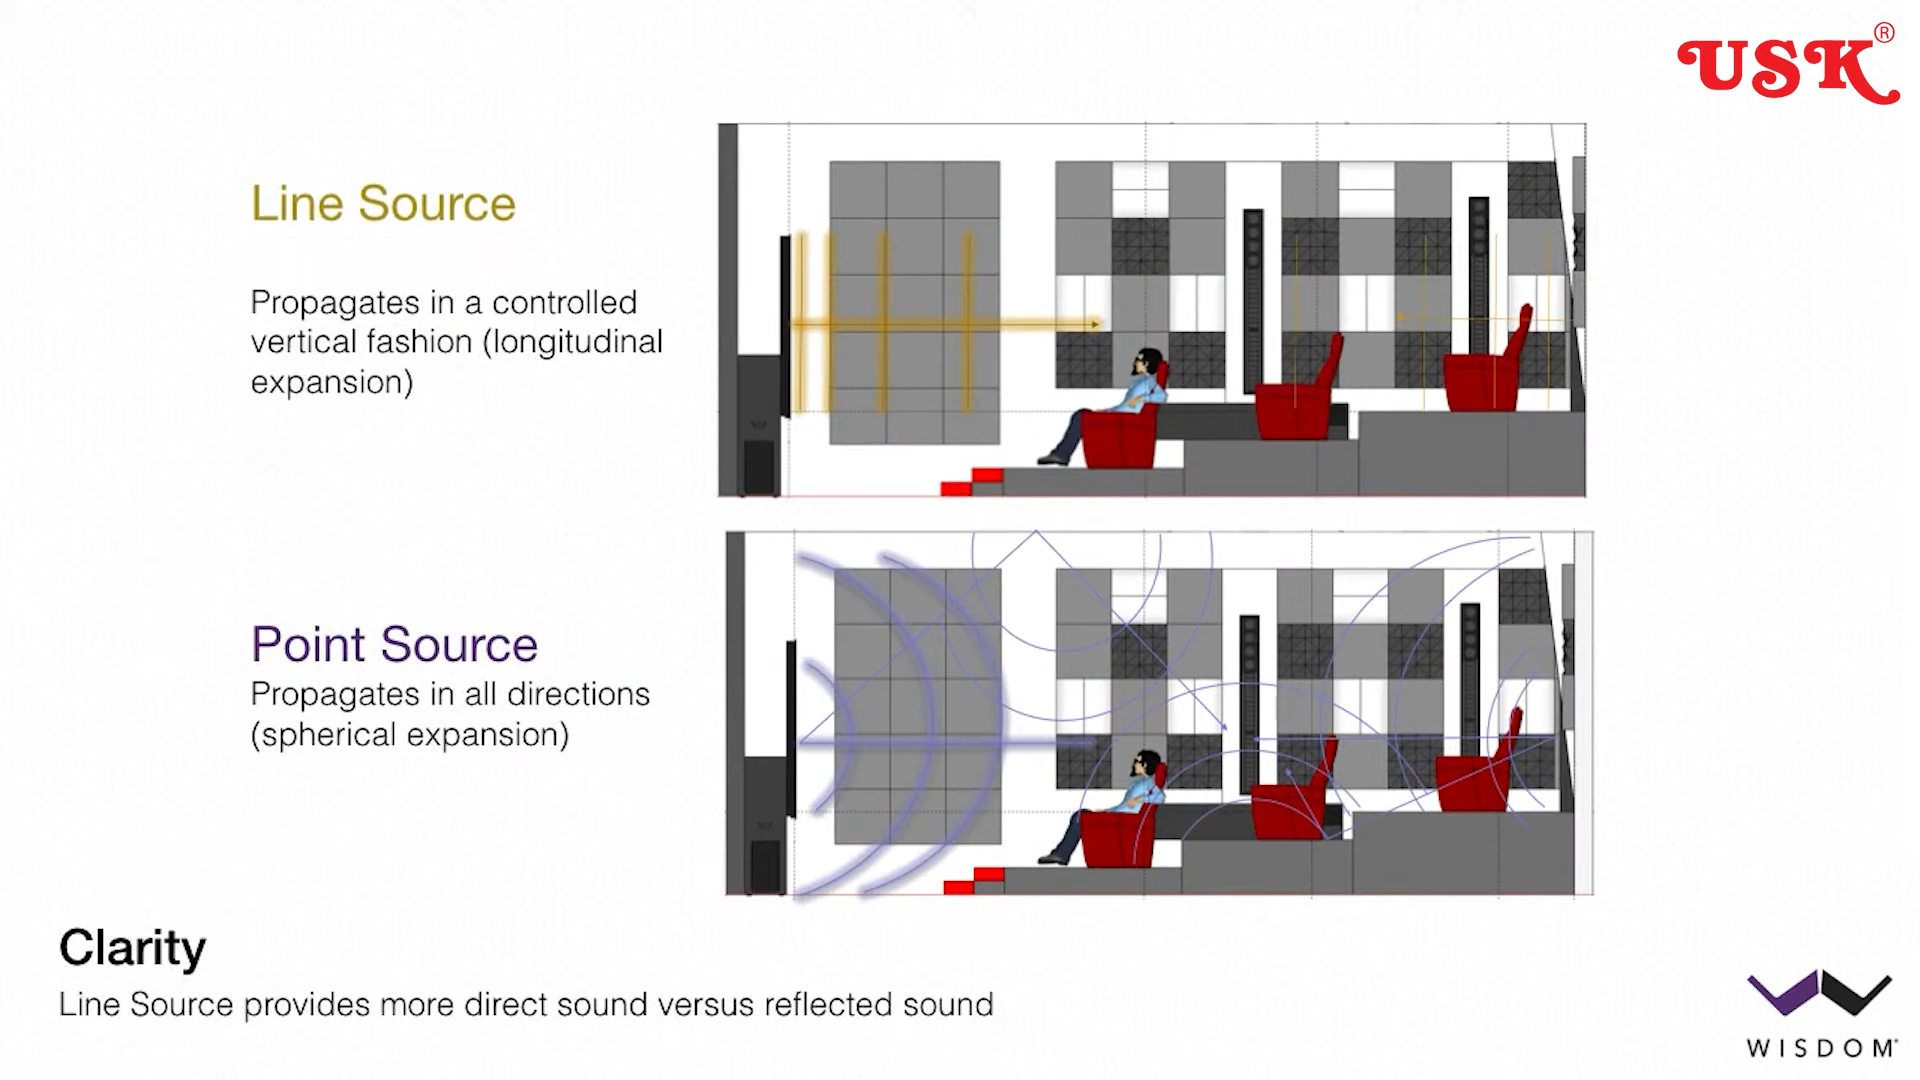 USK®
Line Source
Propagates in a controlled
vertical fashion (longitudinal
expansion)
Point Source
Propagates in all directions
(spherical expansion)
Clarity
Line Source provides more direct sound versus reflected sound
WISDOM